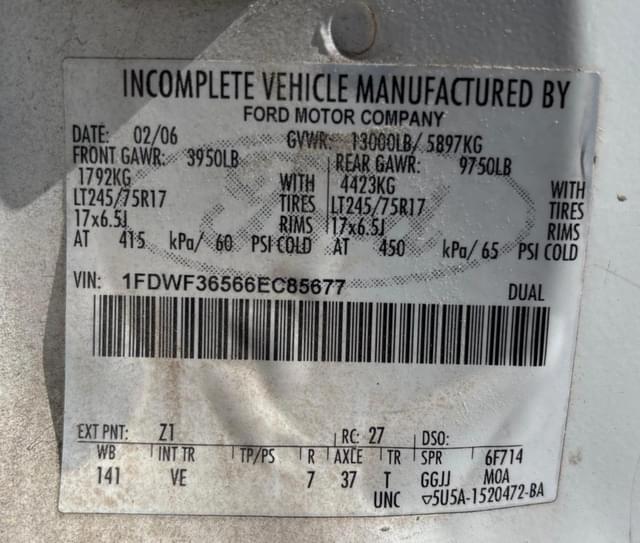 INCOMPLETE VEHICLE MANUFACTURED BY
FORD MOTOR COMPANY
DATE: 02/06 GVWR: 13000LB/ 5897KG
FRONT GAWR: 3950LB REAR GAWR: 9750LB
1792KG WITH 4423KG WITH
LT245/75R17 TIRES LT245/75R17 TIRES
17x6.5J RIMS 17x6.5J RIMS
AT 415 kPa/ 60 PSI COLD AT 450 kPa/ 65 PSI COLD
VIN: 1FDWF36566EC85677 DUAL
EXT PNT: Z1 RC: 27 DSO:
WB INT TR TP/PS R AXLE TR SPR 6F714
141 VE 7 37 T GGJJ MOA
UNC ▽5U5A-1520472-BA